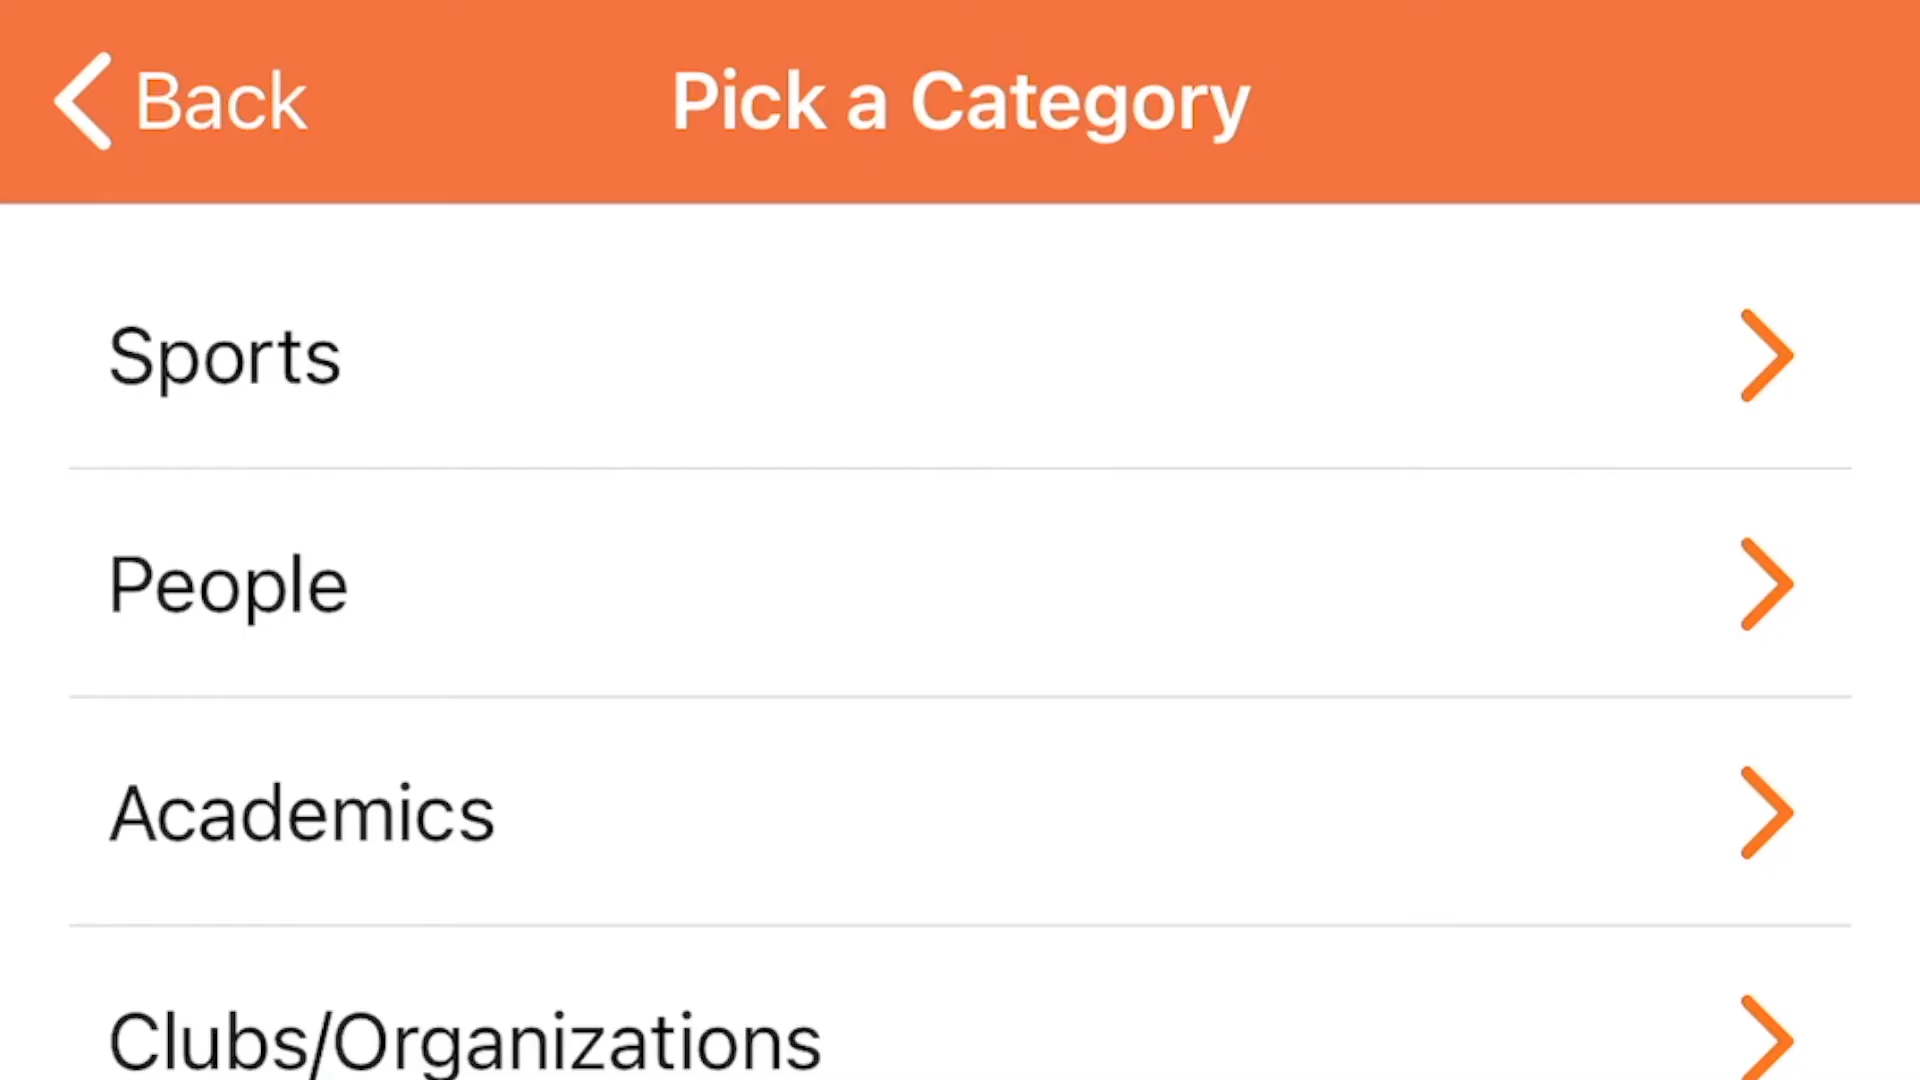 Back
Pick a Category
Sports
People
Academics
Clubs/Organizations